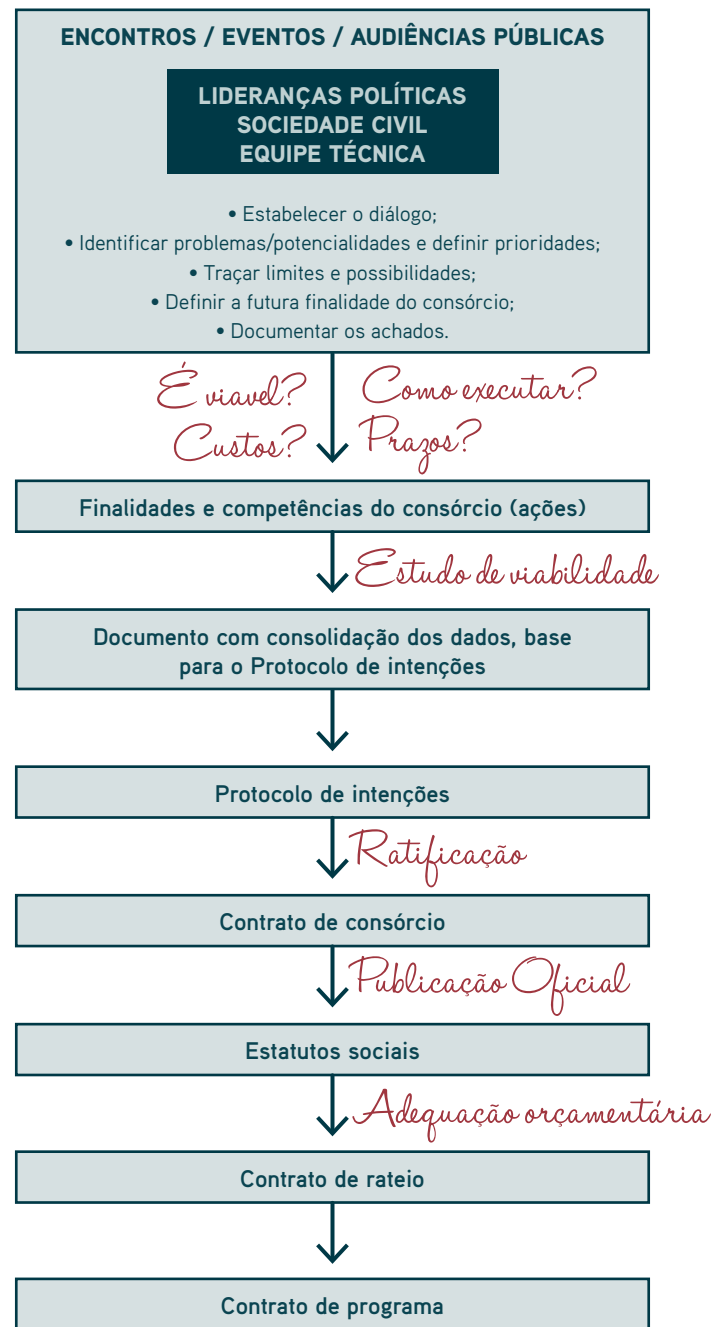 ENCONTROS / EVENTOS / AUDIÊNCIAS PÚBLICAS
LIDERANÇAS POLÍTICAS
SOCIEDADE CIVIL
EQUIPE TÉCNICA
• Estabelecer o diálogo;
• Identificar problemas/potencialidades e definir prioridades;
• Traçar limites e possibilidades;
• Definir a futura finalidade do consórcio;
• Documentar os achados.
É viavel? Como executar?
Custos? Prazos?
Finalidades e competências do consórcio (ações)
Estudo de viabilidade
Documento com consolidação dos dados, base
para o Protocolo de intenções
Protocolo de intenções
Ratificação
Contrato de consórcio
Publicação Oficial
Estatutos sociais
Adequação orçamentária
Contrato de rateio
Contrato de programa